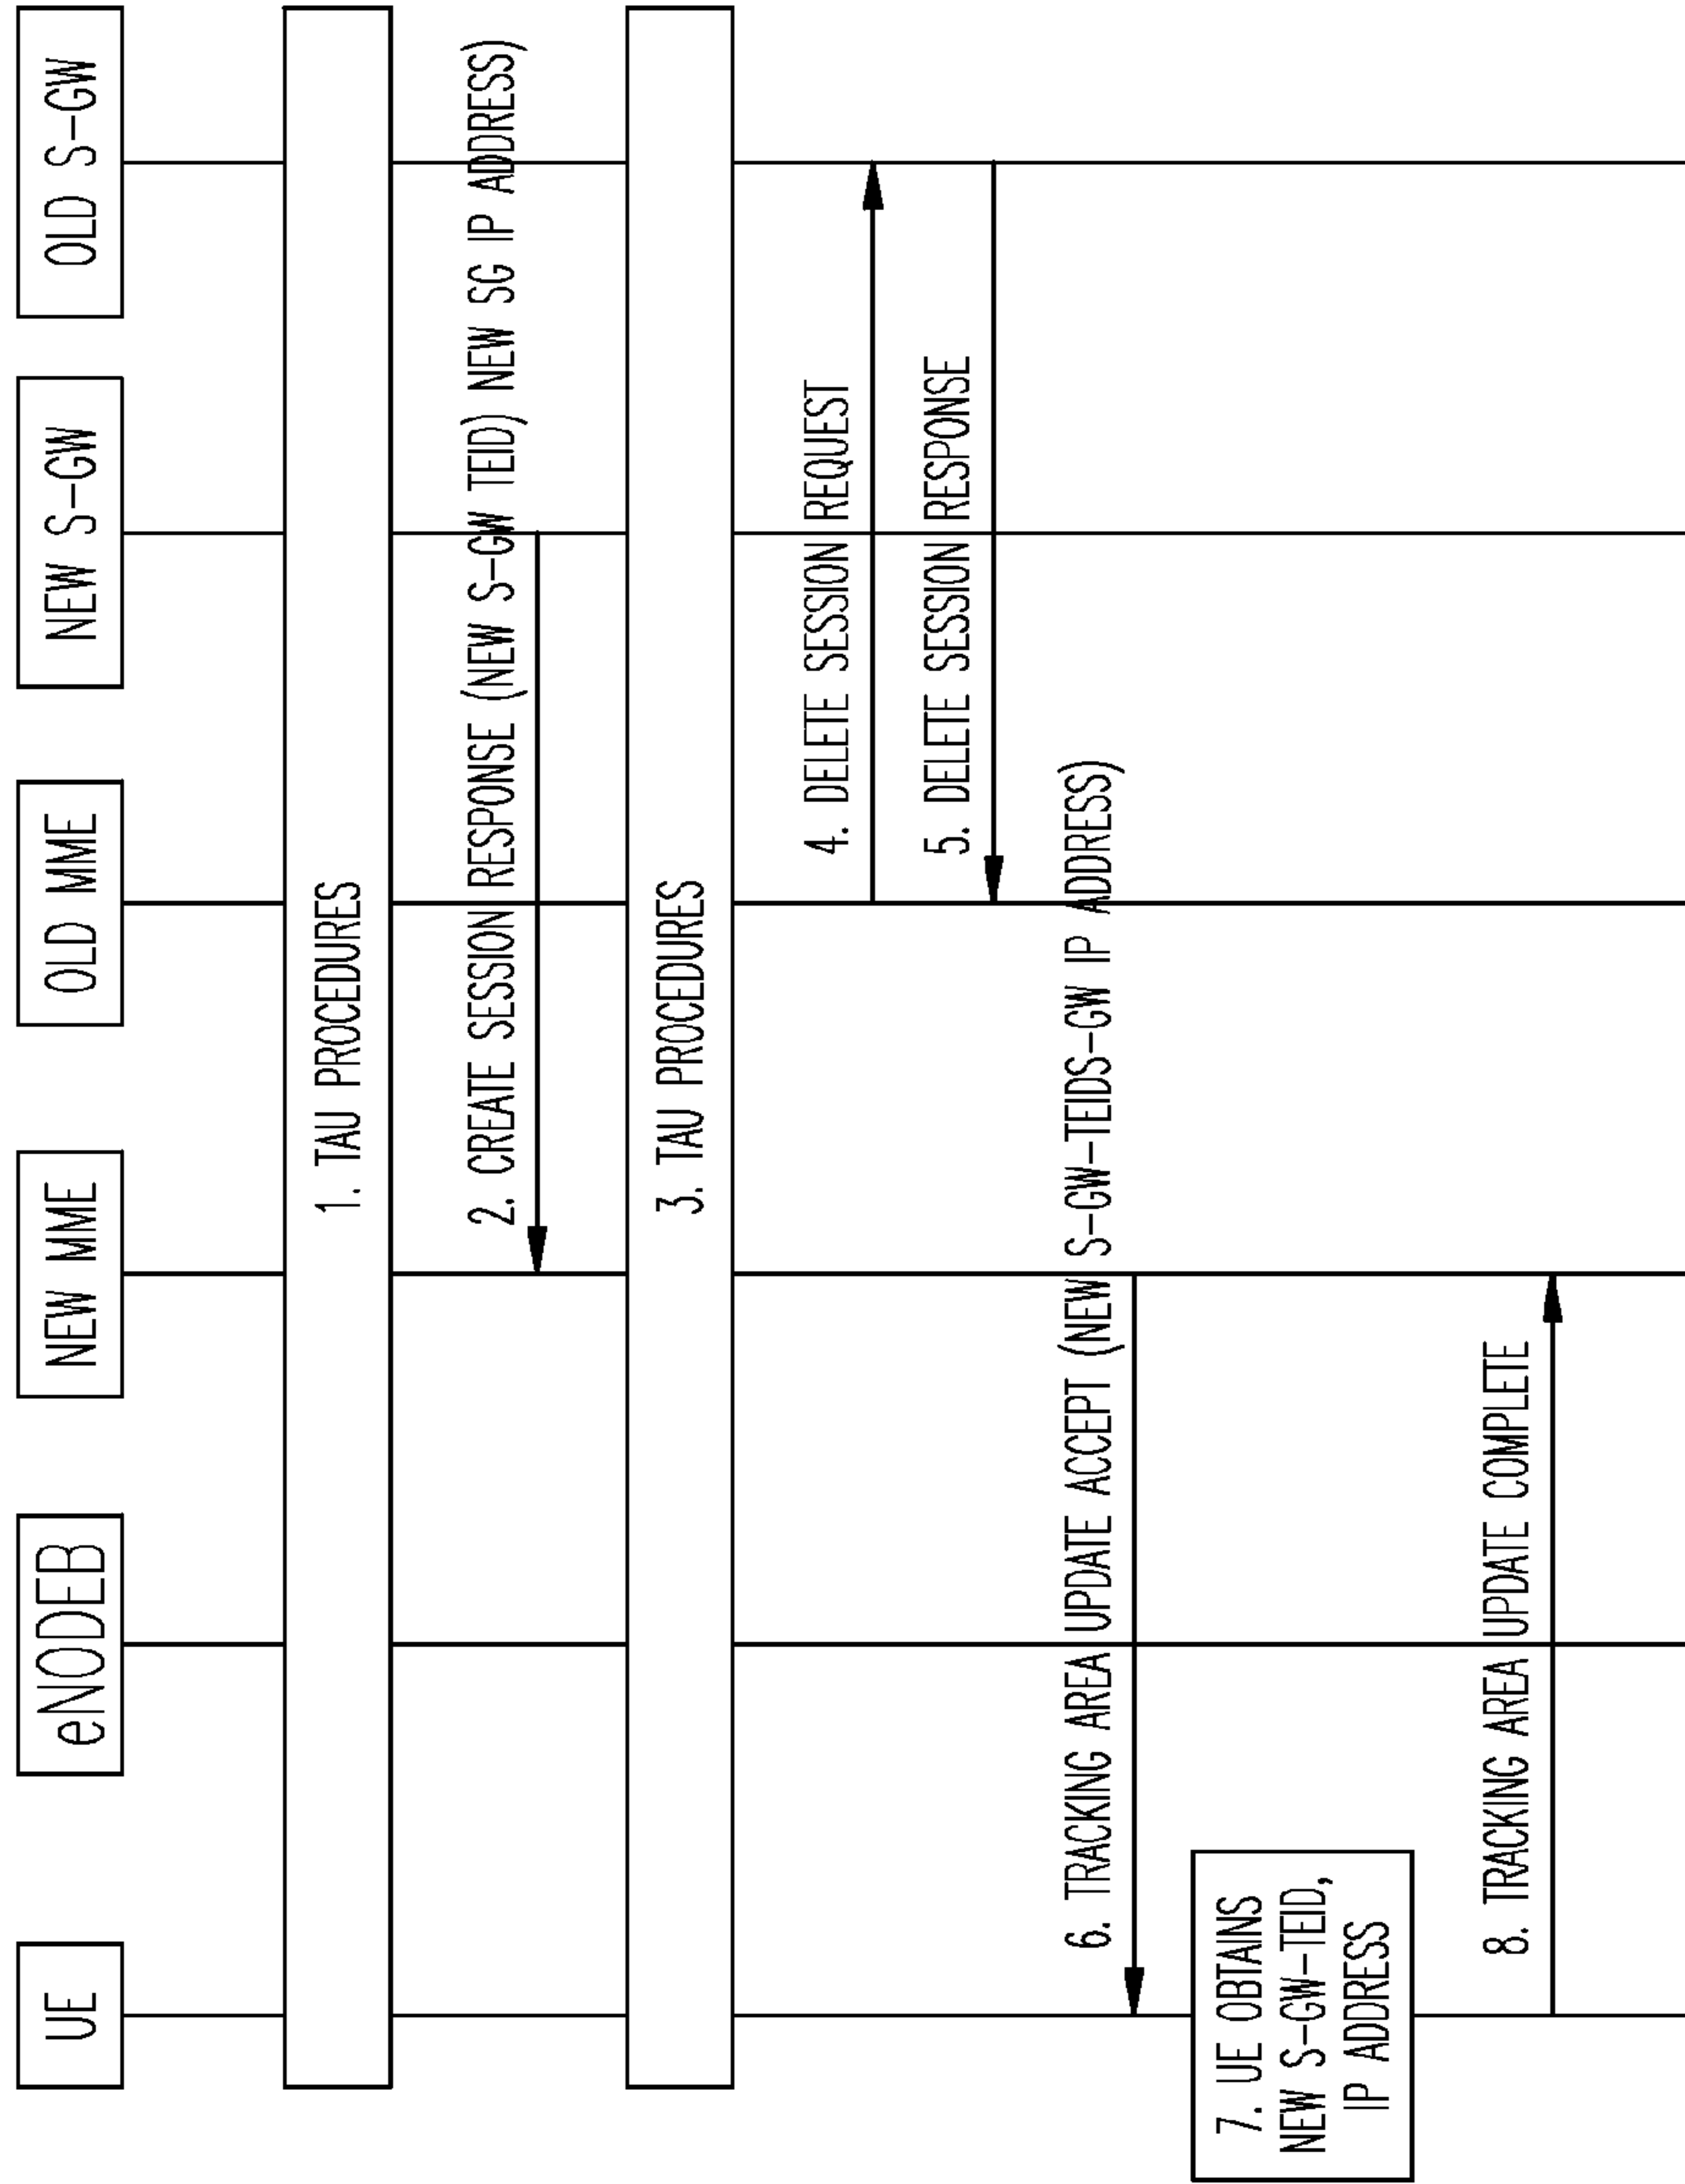 UE
eNODEB
NEW MME
OLD MME
NEW S-GW
OLD S-GW
1. TAU PROCEDURES
2. CREATE SESSION RESPONSE (NEW S-GW TEID) NEW SG IP ADDRESS)
3. TAU PROCEDURES
4. DELETE SESSION REQUEST
5. DELETE SESSION RESPONSE
6. TRACKING AREA UPDATE ACCEPT (NEW S-GW-TEIDS-GW IP ADDRESS)
7. UE OBTAINS
NEW S-GW-TEID,
IP ADDRESS
8. TRACKING AREA UPDATE COMPLETE